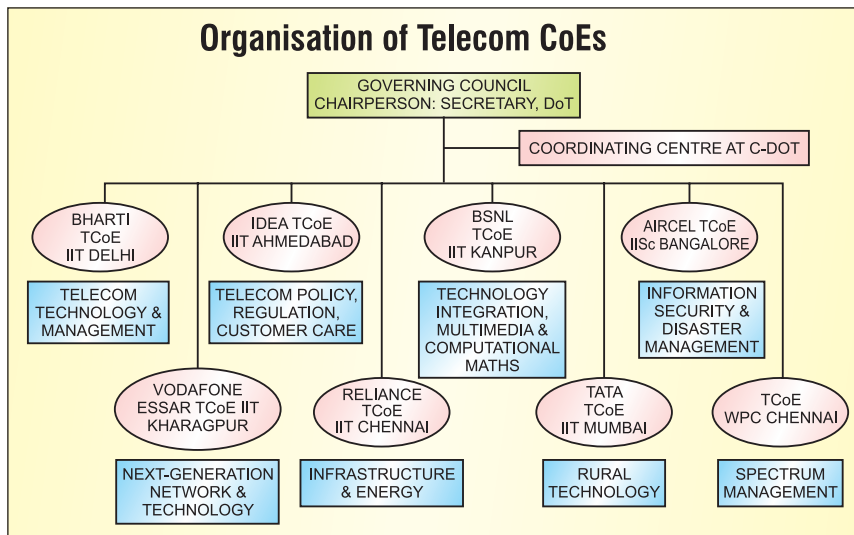 Organisation of Telecom CoEs
GOVERNING COUNCIL
CHAIRPERSON: SECRETARY, DoT
COORDINATING CENTRE AT C-DOT
BHARTI
TCoE
IIT DELHI
TELECOM
TECHNOLOGY &
MANAGEMENT
IDEA TCoE
IIT AHMEDABAD
TELECOM POLICY,
REGULATION,
CUSTOMER CARE
BSNL
TCoE
IIT KANPUR
TECHNOLOGY
INTEGRATION,
MULTIMEDIA &
COMPUTATIONAL
MATHS
AIRCEL TCoE
IISc BANGALORE
INFORMATION
SECURITY &
DISASTER
MANAGEMENT
VODAFONE
ESSAR TCoE IIT
KHARAGPUR
NEXT-GENERATION
NETWORK &
TECHNOLOGY
RELIANCE
TCoE
IIT CHENNAI
INFRASTRUCTURE
& ENERGY
TATA
TCoE
IIT MUMBAI
RURAL
TECHNOLOGY
TCoE
WPC CHENNAI
SPECTRUM
MANAGEMENT